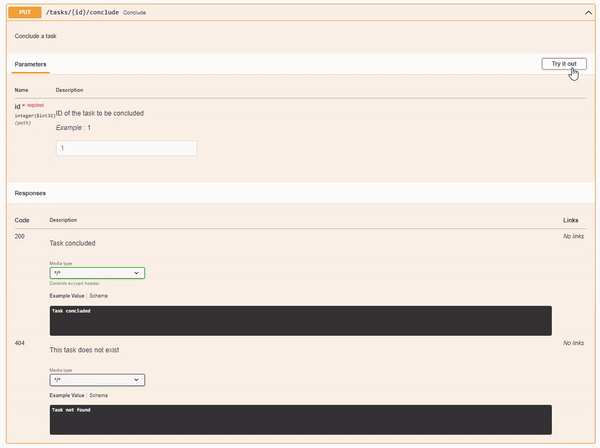 PUT /tasks/{id}/conclude Conclude
Conclude a task
Parameters
Try it out
Name Description
id * required
integer($int32)
(path)
ID of the task to be concluded
Example : 1
1
Responses
Code Description Links
200 No links
Task concluded
Media type
*/*
Controls Accept header.
Example Value | Schema
Task concluded
404 No links
This task does not exist
Media type
*/*
Example Value | Schema
Task not found